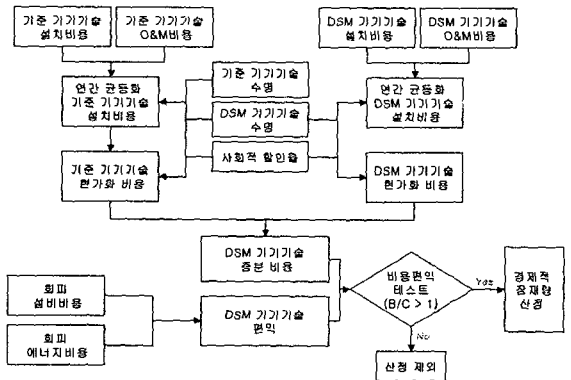 기준 기기기술
설치비용
기준 기기기술
O&M비용
DSM 기기기술
설치비용
DSM 기기기술
O&M비용
연간 균등화
기준 기기기술
설치비용
기준 기기기술
수명
DSM 기기기술
수명
사회적 할인율
연간 균등화
DSM 기기기술
설치비용
기준 기기기술
현가화 비용
DSM 기기기술
현가화 비용
DSM 기기기술
증분 비용
회피
설비비용
회피
에너지비용
DSM 기기기술
편익
비용편익
테스트
(B/C > 1)
Yes
No
경제적
잠재량
산정
산정 제외